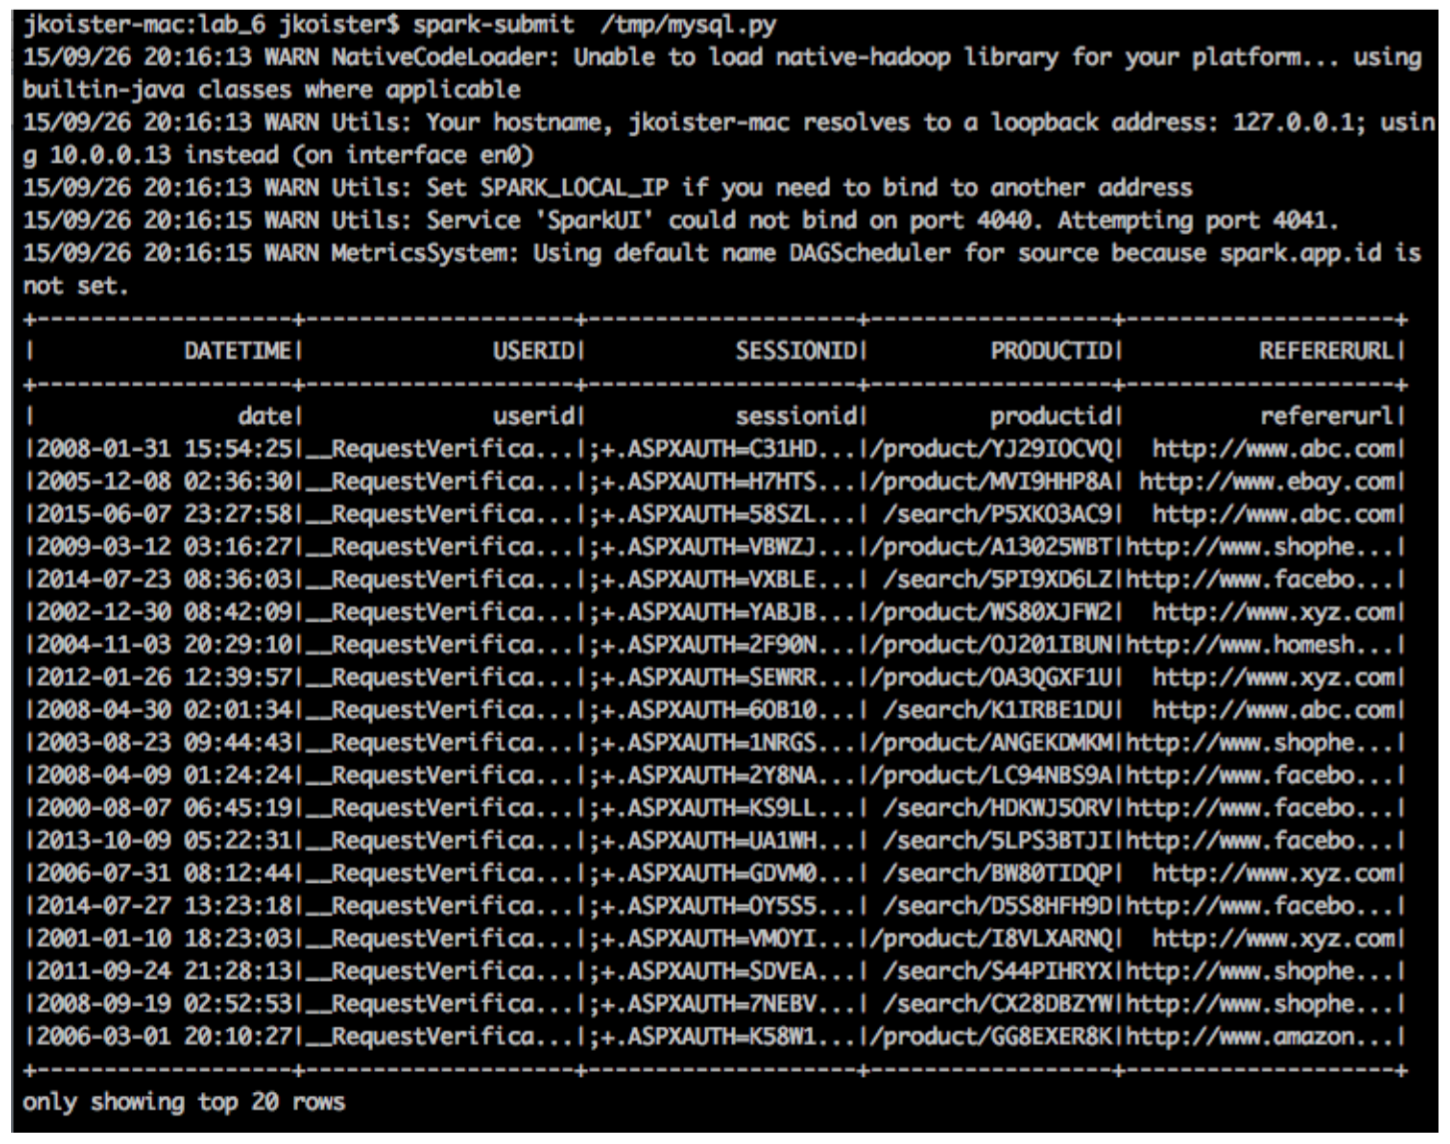 jkoister-mac:lab_6 jkoister$ spark-submit  /tmp/mysql.py
15/09/26 20:16:13 WARN NativeCodeLoader: Unable to load native-hadoop library for your platform... using
builtin-java classes where applicable
15/09/26 20:16:13 WARN Utils: Your hostname, jkoister-mac resolves to a loopback address: 127.0.0.1; usin
g 10.0.0.13 instead (on interface en0)
15/09/26 20:16:13 WARN Utils: Set SPARK_LOCAL_IP if you need to bind to another address
15/09/26 20:16:15 WARN Utils: Service 'SparkUI' could not bind on port 4040. Attempting port 4041.
15/09/26 20:16:15 WARN MetricsSystem: Using default name DAGScheduler for source because spark.app.id is
not set.
+-------------------+--------------------+--------------------+------------------+--------------------+
|           DATETIME|              USERID|           SESSIONID|         PRODUCTID|          REFERERURL|
+-------------------+--------------------+--------------------+------------------+--------------------+
|               date|              userid|           sessionid|         productid|          refererurl|
|2008-01-31 15:54:25|__RequestVerifica...|;+.ASPXAUTH=C31HD...|/product/YJ29IOCVQ|  http://www.abc.com|
|2005-12-08 02:36:30|__RequestVerifica...|;+.ASPXAUTH=H7HTS...|/product/MVI9HHP8A| http://www.ebay.com|
|2015-06-07 23:27:58|__RequestVerifica...|;+.ASPXAUTH=58SZL...| /search/P5XKO3AC9|  http://www.abc.com|
|2009-03-12 03:16:27|__RequestVerifica...|;+.ASPXAUTH=VBWZJ...|/product/A13025WBT|http://www.shophe...|
|2014-07-23 08:36:03|__RequestVerifica...|;+.ASPXAUTH=VXBLE...| /search/5PI9XD6LZ|http://www.facebo...|
|2002-12-30 08:42:09|__RequestVerifica...|;+.ASPXAUTH=YABJB...|/product/WS80XJFW2|  http://www.xyz.com|
|2004-11-03 20:29:10|__RequestVerifica...|;+.ASPXAUTH=2F90N...|/product/OJ201IBUN|http://www.homesh...|
|2012-01-26 12:39:57|__RequestVerifica...|;+.ASPXAUTH=SEWRR...|/product/OA3QGXF1U|  http://www.xyz.com|
|2008-04-30 02:01:34|__RequestVerifica...|;+.ASPXAUTH=6OB10...| /search/K1IRBE1DU|  http://www.abc.com|
|2003-08-23 09:44:43|__RequestVerifica...|;+.ASPXAUTH=1NRGS...|/product/ANGEKDMKM|http://www.shophe...|
|2008-04-09 01:24:24|__RequestVerifica...|;+.ASPXAUTH=2Y8NA...|/product/LC94NBS9A|http://www.facebo...|
|2000-08-07 06:45:19|__RequestVerifica...|;+.ASPXAUTH=KS9LL...| /search/HDKWJ5ORV|http://www.facebo...|
|2013-10-09 05:22:31|__RequestVerifica...|;+.ASPXAUTH=UA1WH...| /search/5LPS3BTJI|http://www.facebo...|
|2006-07-31 08:12:44|__RequestVerifica...|;+.ASPXAUTH=GDVM0...| /search/BW80TIDQP|  http://www.xyz.com|
|2014-07-27 13:23:18|__RequestVerifica...|;+.ASPXAUTH=OY5S5...| /search/D5S8HFH9D|http://www.facebo...|
|2001-01-10 18:23:03|__RequestVerifica...|;+.ASPXAUTH=VMOYI...|/product/I8VLXARNQ|  http://www.xyz.com|
|2011-09-24 21:28:13|__RequestVerifica...|;+.ASPXAUTH=SDVEA...| /search/S44PIHRYX|http://www.shophe...|
|2008-09-19 02:52:53|__RequestVerifica...|;+.ASPXAUTH=7NEBV...| /search/CX28DBZYW|http://www.shophe...|
|2006-03-01 20:10:27|__RequestVerifica...|;+.ASPXAUTH=K58W1...|/product/GG8EXER8K|http://www.amazon...|
+-------------------+--------------------+--------------------+------------------+--------------------+
only showing top 20 rows